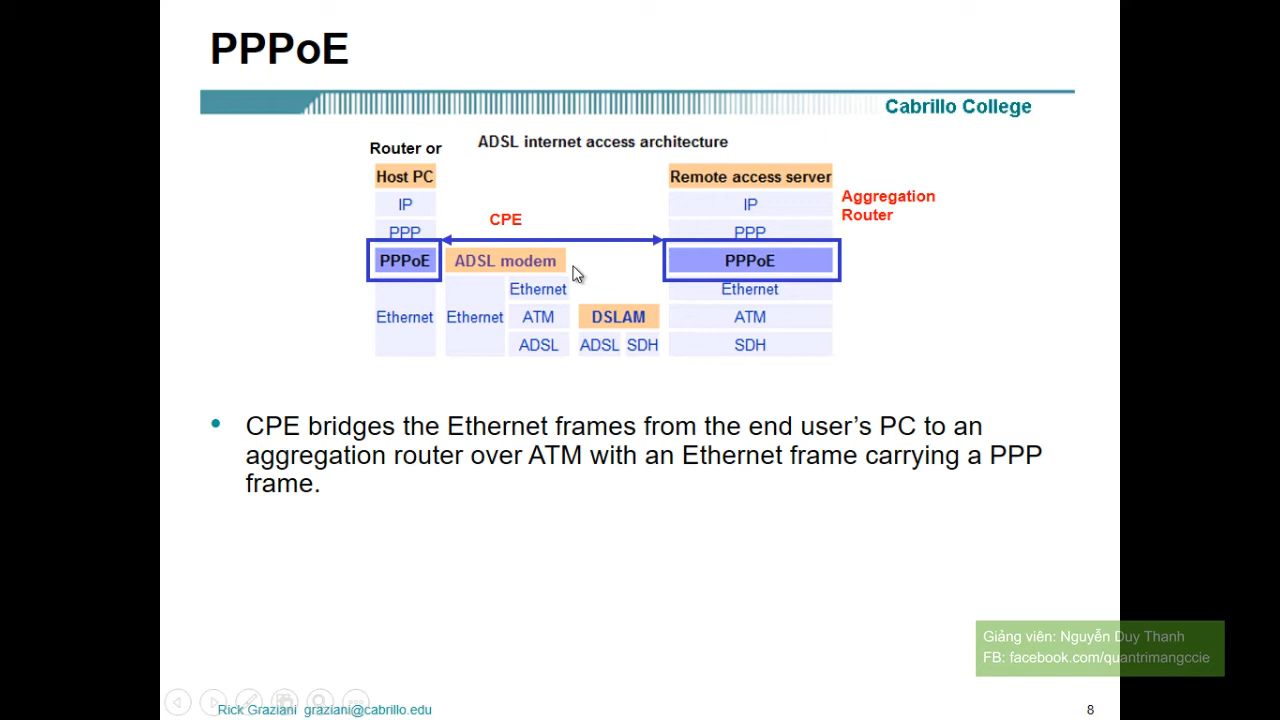 PPPoE
Cabrillo College
ADSL internet access architecture
Router or
Host PC
Remote access server
IP
IP
Aggregation
Router
CPE
PPP
PPP
PPPoE
ADSL modem
PPPoE
Ethernet
Ethernet
Ethernet
Ethernet
ATM
DSLAM
ATM
ADSL
ADSL
SDH
SDH
• CPE bridges the Ethernet frames from the end user’s PC to an
aggregation router over ATM with an Ethernet frame carrying a PPP
frame.
Giảng viên: Nguyễn Duy Thanh
FB: facebook.com/quantrimangccie
Rick Graziani graziani@cabrillo.edu
8